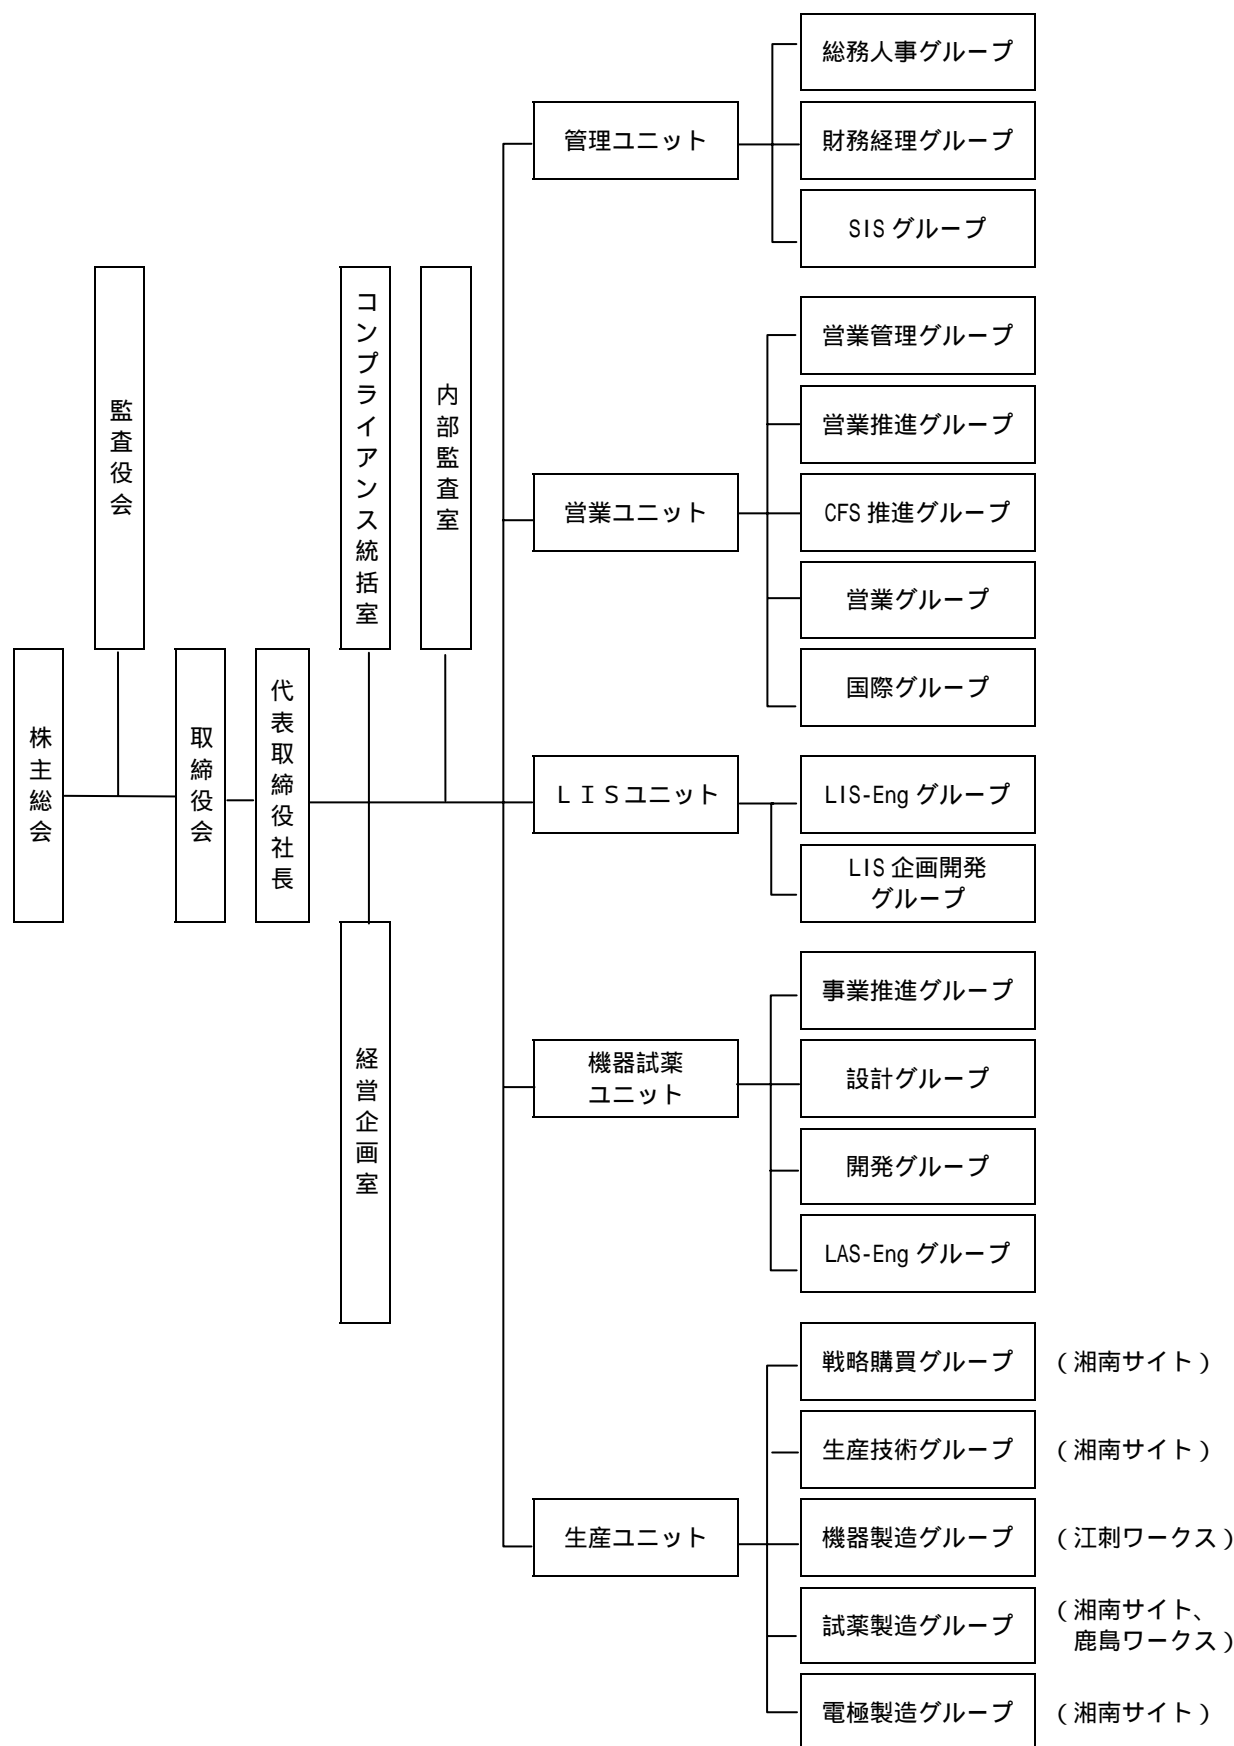 株主総会
監査役会
取締役会
代表取締役社長
コンプライアンス統括室
経営企画室
内部監査室
管理ユニット
総務人事グループ
財務経理グループ
SIS グループ
営業ユニット
営業管理グループ
営業推進グループ
CFS 推進グループ
営業グループ
国際グループ
ＬＩＳユニット
LIS-Eng グループ
LIS 企画開発
グループ
機器試薬
ユニット
事業推進グループ
設計グループ
開発グループ
LAS-Eng グループ
生産ユニット
戦略購買グループ （湘南サイト）
生産技術グループ （湘南サイト）
機器製造グループ （江刺ワークス）
試薬製造グループ （湘南サイト、
鹿島ワークス）
電極製造グループ （湘南サイト）